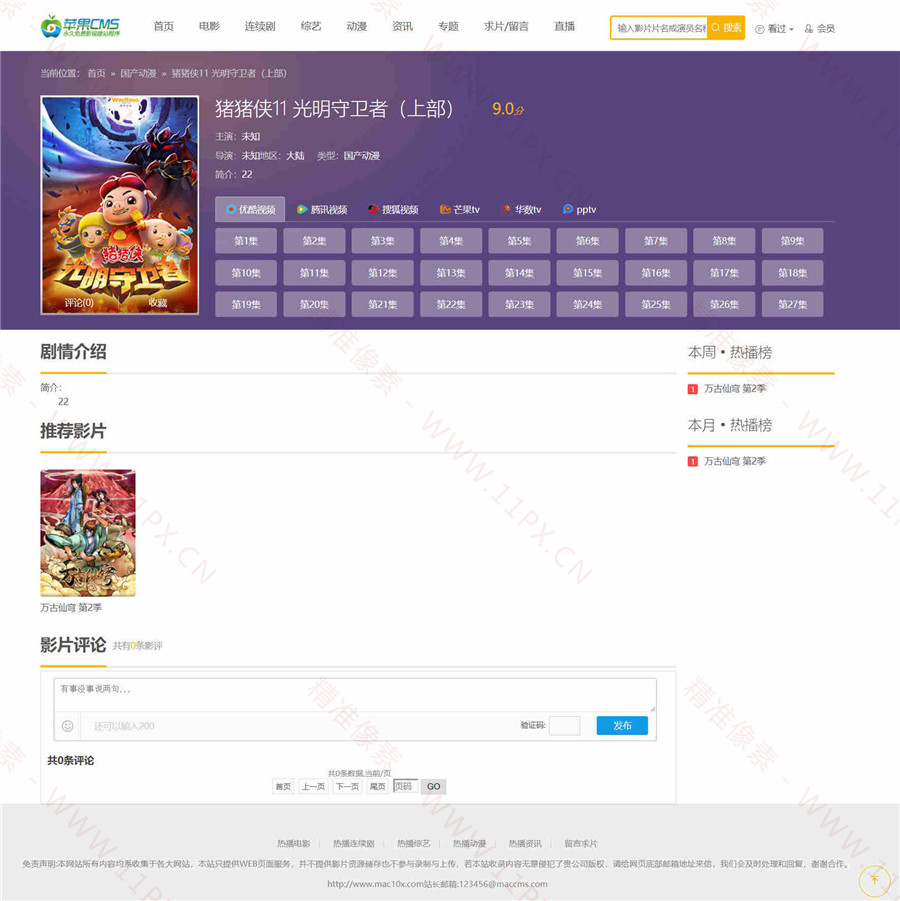 苹果CMS
永久免费影视建站程序
首页 电影 连续剧 综艺 动漫 资讯 专题 求片/留言 直播
输入影片片名或演员名称 搜索 看过 会员
当前位置: 首页 » 国产动漫 » 猪猪侠11 光明守卫者（上部）
猪猪侠11 光明守卫者（上部） 9.0分
主演：未知
导演：未知地区：大陆 类型：国产动漫
简介：22
猪猪侠
光明守卫者
评论(0) 收藏
优酷视频 腾讯视频 搜狐视频 芒果tv 华数tv pptv
第1集 第2集 第3集 第4集 第5集 第6集 第7集 第8集 第9集
第10集 第11集 第12集 第13集 第14集 第15集 第16集 第17集 第18集
第19集 第20集 第21集 第22集 第23集 第24集 第25集 第26集 第27集
剧情介绍
简介：
22
本周 • 热播榜
1 万古仙穹 第2季
本月 • 热播榜
1 万古仙穹 第2季
推荐影片
万古仙穹 第2季
影片评论 共有0条影评
有事没事说两句...
还可以输入200 验证码: 发布
共0条评论
共0条数据,当前/页
首页 上一页 下一页 尾页 页码 GO
热播电影 热播连续剧 热播综艺 热播动漫 热播资讯 留言求片
免责声明:本网站所有内容均系收集于各大网站，本站只提供WEB页面服务，并不提供影片资源储存也不参与录制与上传，若本站收录内容无意侵犯了贵公司版权，请给网页底部邮箱地址来信，我们会及时处理和回复，谢谢合作。
http://www.mac10x.com站长邮箱:123456@maccms.com
精准像素 - WWW.11PX.CN